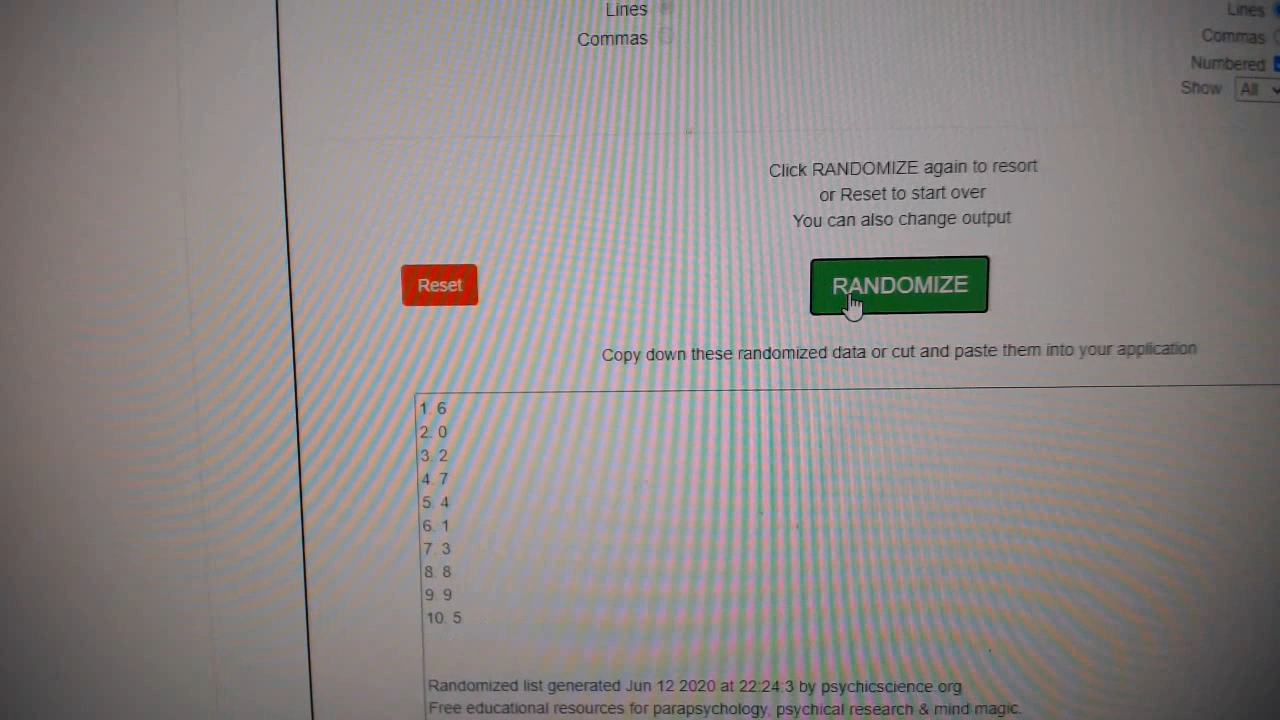 Lines
Commas
Lines
Commas
Numbered
Show All
Click RANDOMIZE again to resort
or Reset to start over
You can also change output
Reset
RANDOMIZE
Copy down these randomized data or cut and paste them into your application
1. 6
2. 0
3. 2
4. 7
5. 4
6. 1
7. 3
8. 8
9. 9
10. 5
Randomized list generated Jun 12 2020 at 22:24:3 by psychicscience.org
Free educational resources for parapsychology, psychical research & mind magic.